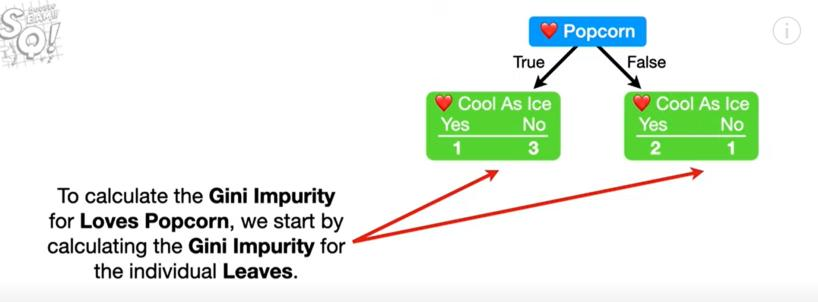 ❤️ Popcorn
True False
❤️ Cool As Ice
Yes No
1 3
❤️ Cool As Ice
Yes No
2 1
To calculate the Gini Impurity
for Loves Popcorn, we start by
calculating the Gini Impurity for
the individual Leaves.